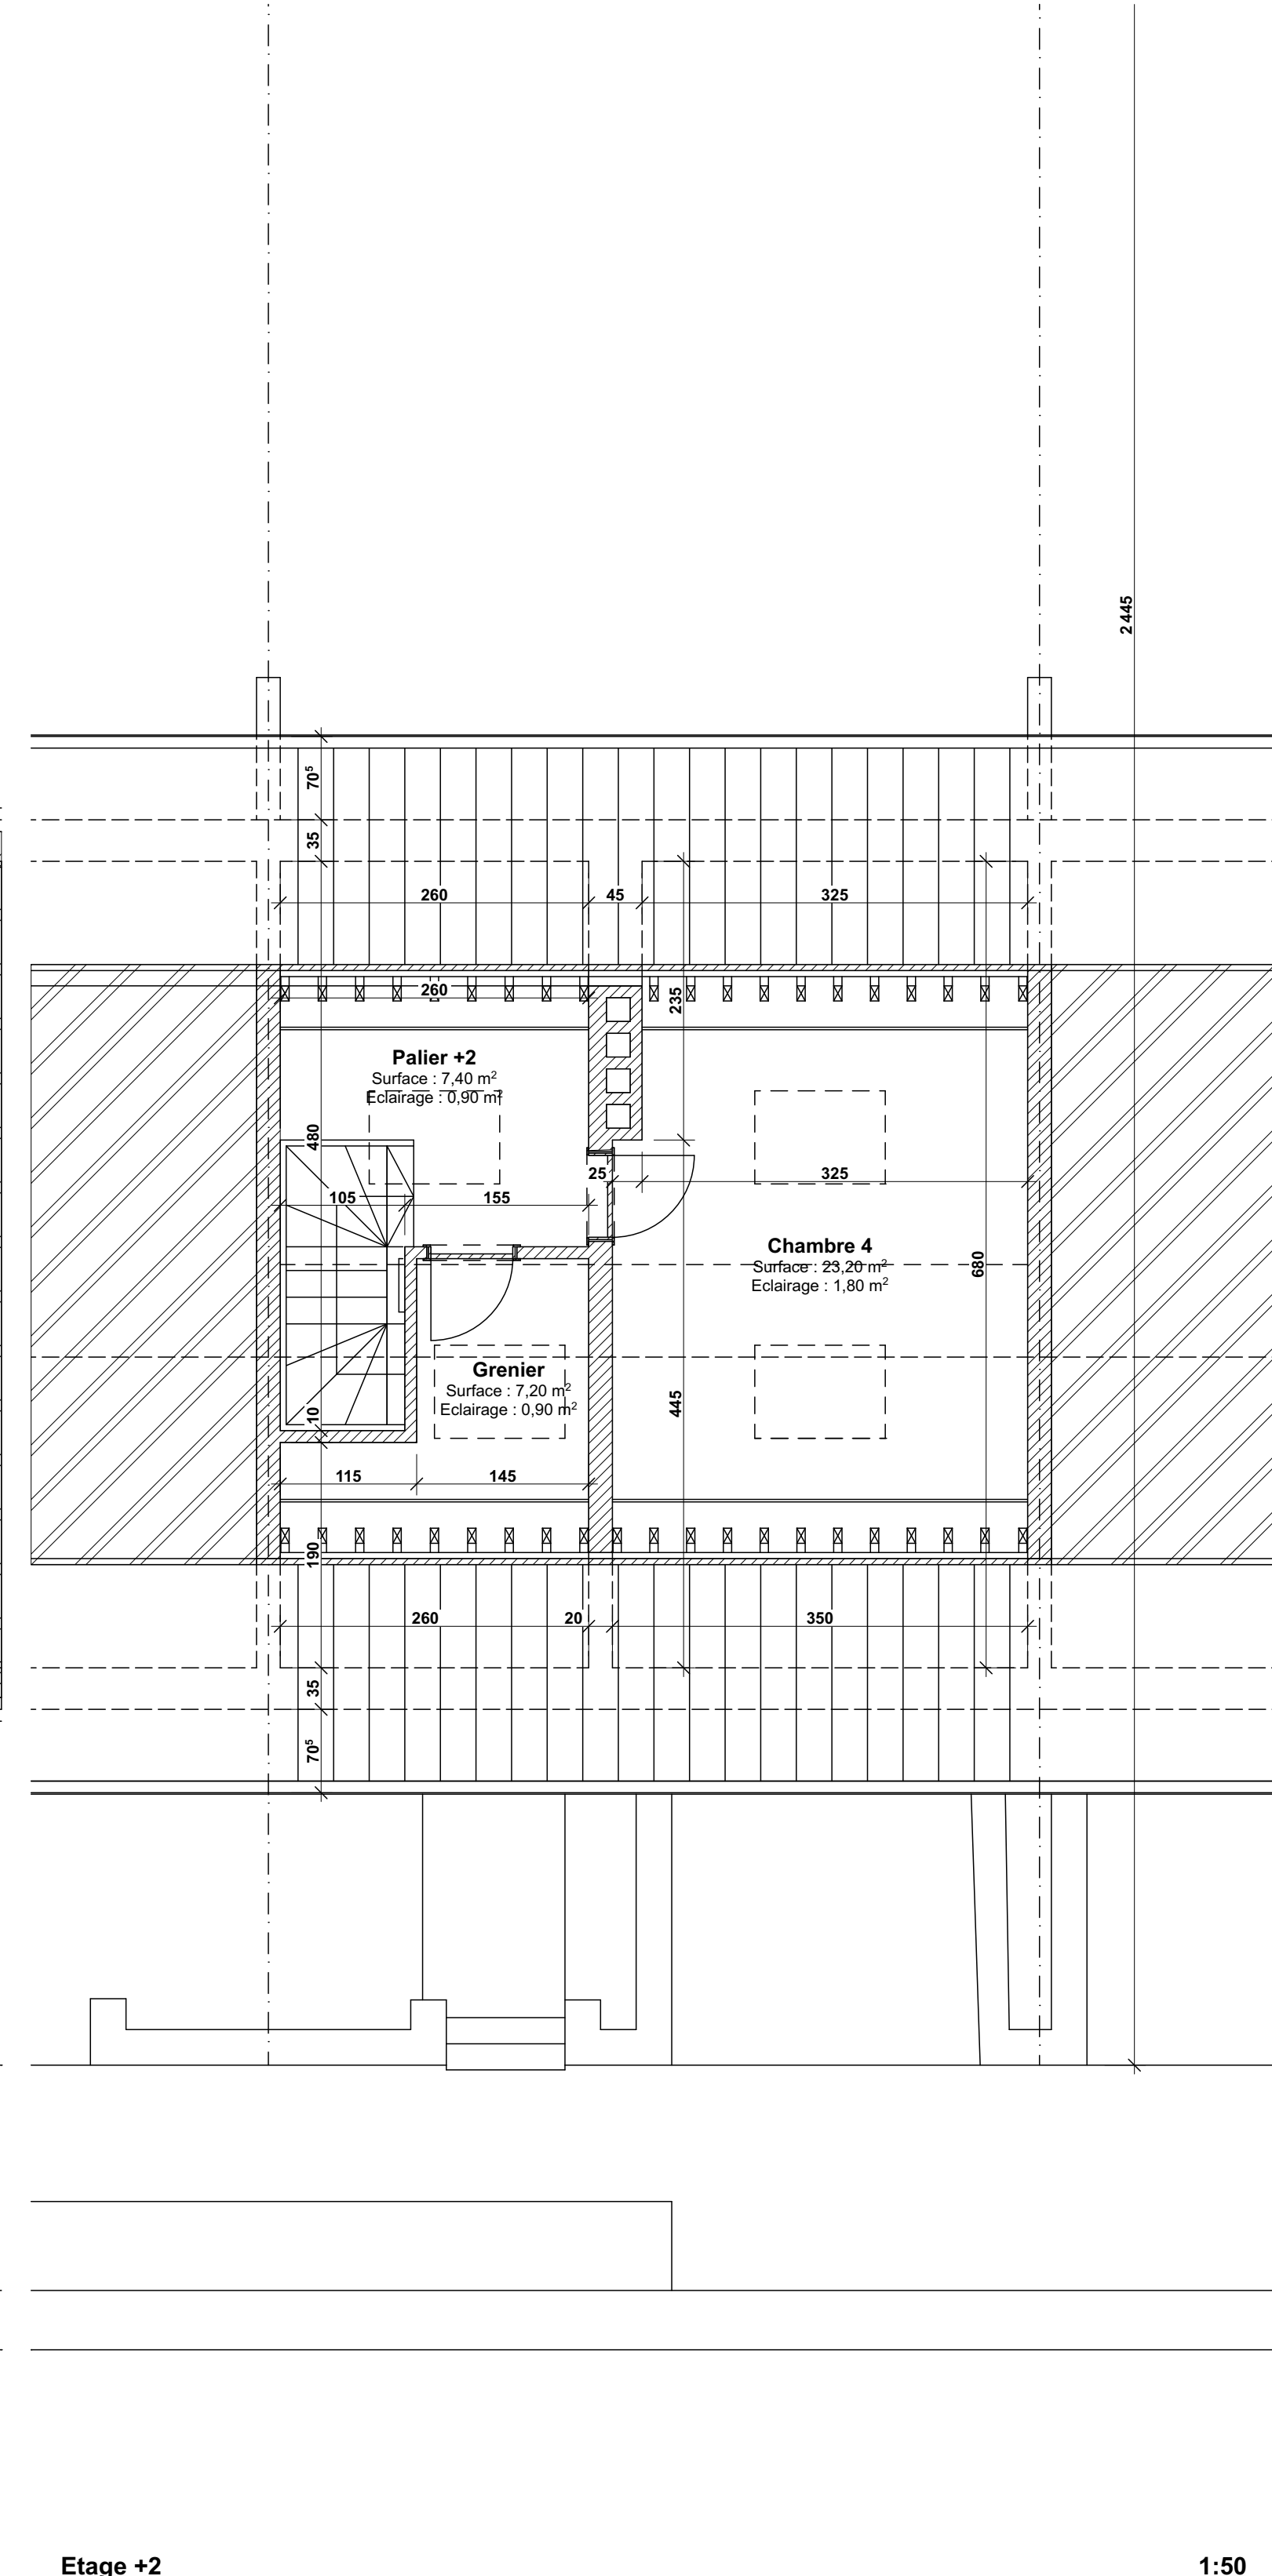 2 445
70⁵
35
260
45
325
260
235
Palier +2
Surface : 7,40 m²
Eclairage : 0,90 m²
480
25
325
105
155
Chambre 4
Surface : 23,20 m²
Eclairage : 1,80 m²
680
Grenier
Surface : 7,20 m²
Eclairage : 0,90 m²
445
10
115
145
190
260
20
350
35
70⁵
Etage +2
1:50